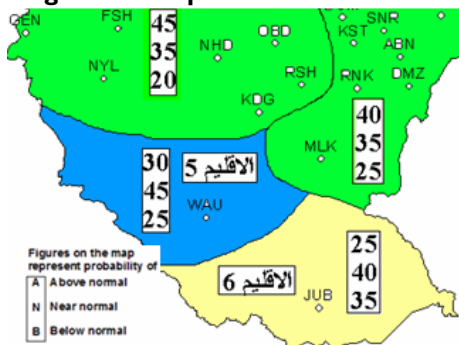 GEN
FSH
45
35
20
NHD
OBD
NYL
RSH
KDG
SNR
KST
ABN
RNK
DMZ
40
35
25
MLK
30
45
25
الاقليم 5
WAU
25
40
35
الاقليم 6
JUB
Figures on the map
represent probability of
A Above normal
N Near normal
B Below normal